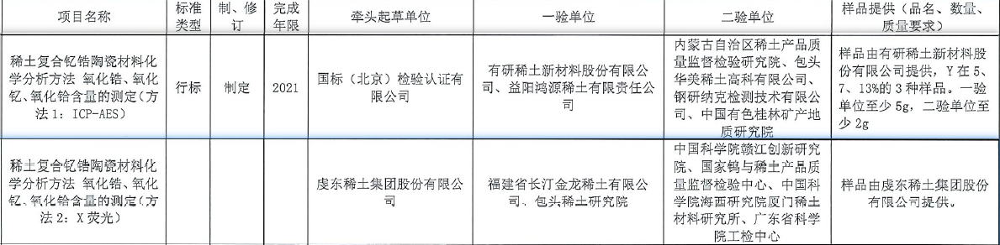 项目名称
标准
类型
制、修
订
完成
年限
牵头起草单位
一验单位
二验单位
样品提供（品名、数量、
质量要求）
稀土复合钇锆陶瓷材料化
学分析方法 氧化锆、氧化
钇、氧化铪含量的测定（方
法1：ICP-AES）
行标
制定
2021
国标（北京）检验认证有
限公司
有研稀土新材料股份有限公
司、益阳鸿源稀土有限责任公
司
内蒙古自治区稀土产品质
量监督检验研究院、包头
华美稀土高科有限公司、
钢研纳克检测技术有限公
司、中国有色桂林矿产地
质研究院
样品由有研稀土新材料股
份有限公司提供，Y在5、
7、13%的3种样品。一验
单位至少5g，二验单位至
少2g
稀土复合钇锆陶瓷材料化
学分析方法 氧化锆、氧化
钇、氧化铪含量的测定（方
法2：X荧光）
虔东稀土集团股份有限公
司
福建省长汀金龙稀土有限公
司、包头稀土研究院
中国科学院赣江创新研究
院、国家钨与稀土产品质
量监督检验中心、中国科
学院海西研究院厦门稀土
材料研究所、广东省科学
院工检中心
样品由虔东稀土集团股份
有限公司提供。